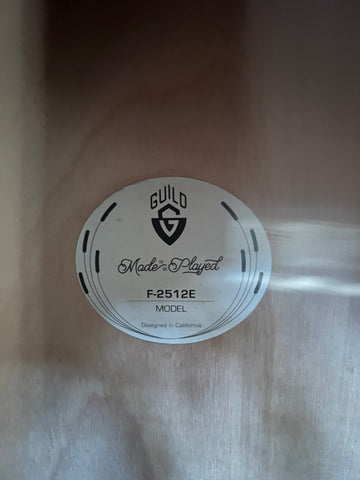 GUILD
G
Made to be Played
F-2512E
MODEL
Designed in California